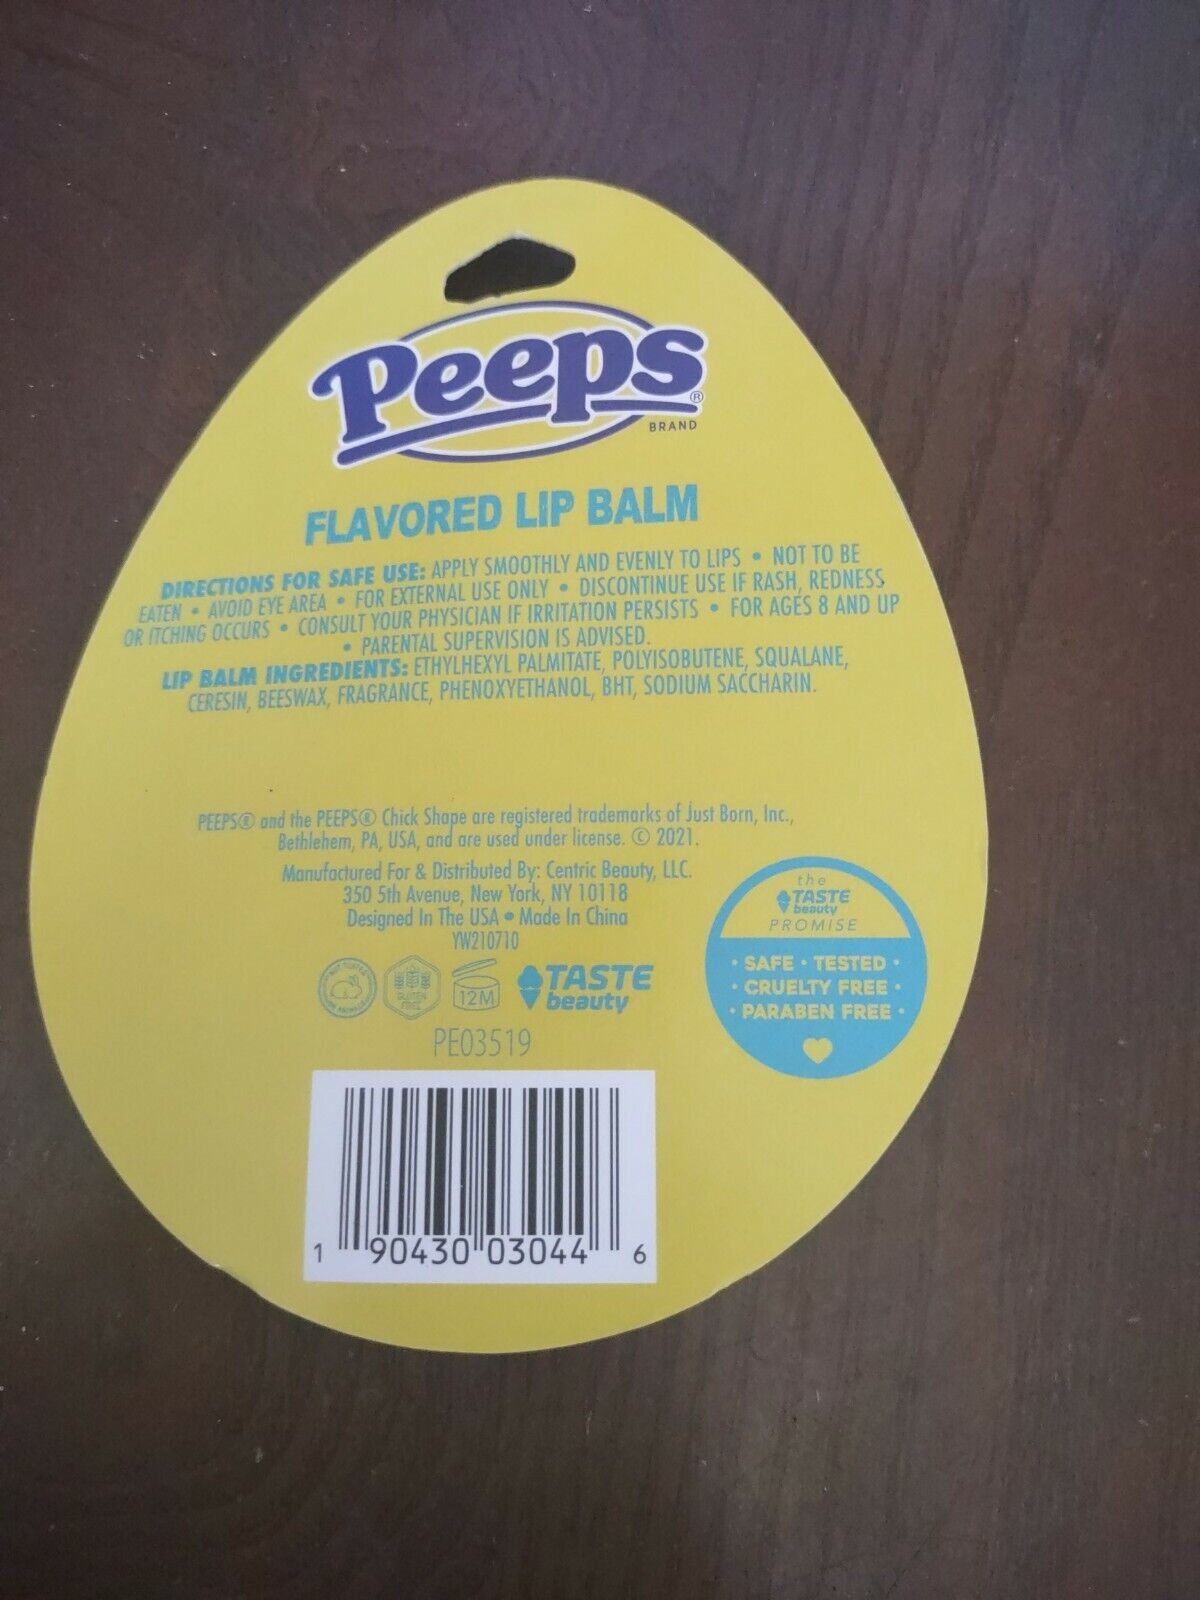 Peeps®
BRAND
FLAVORED LIP BALM
DIRECTIONS FOR SAFE USE: APPLY SMOOTHLY AND EVENLY TO LIPS • NOT TO BE
EATEN • AVOID EYE AREA • FOR EXTERNAL USE ONLY • DISCONTINUE USE IF RASH, REDNESS
OR ITCHING OCCURS • CONSULT YOUR PHYSICIAN IF IRRITATION PERSISTS • FOR AGES 8 AND UP
• PARENTAL SUPERVISION IS ADVISED.
LIP BALM INGREDIENTS: ETHYLHEXYL PALMITATE, POLYISOBUTENE, SQUALANE,
CERESIN, BEESWAX, FRAGRANCE, PHENOXYETHANOL, BHT, SODIUM SACCHARIN.
PEEPS® and the PEEPS® Chick Shape are registered trademarks of Just Born, Inc.,
Bethlehem, PA, USA, and are used under license. © 2021.
Manufactured For & Distributed By: Centric Beauty, LLC.
350 5th Avenue, New York, NY 10118
Designed In The USA • Made In China
YW210710
NOT TESTED
ON ANIMALS
GLUTEN
FREE
12M
TASTE
beauty
PE03519
the
TASTE
beauty
PROMISE
• SAFE • TESTED •
• CRUELTY FREE •
• PARABEN FREE •
1 90430 03044 6